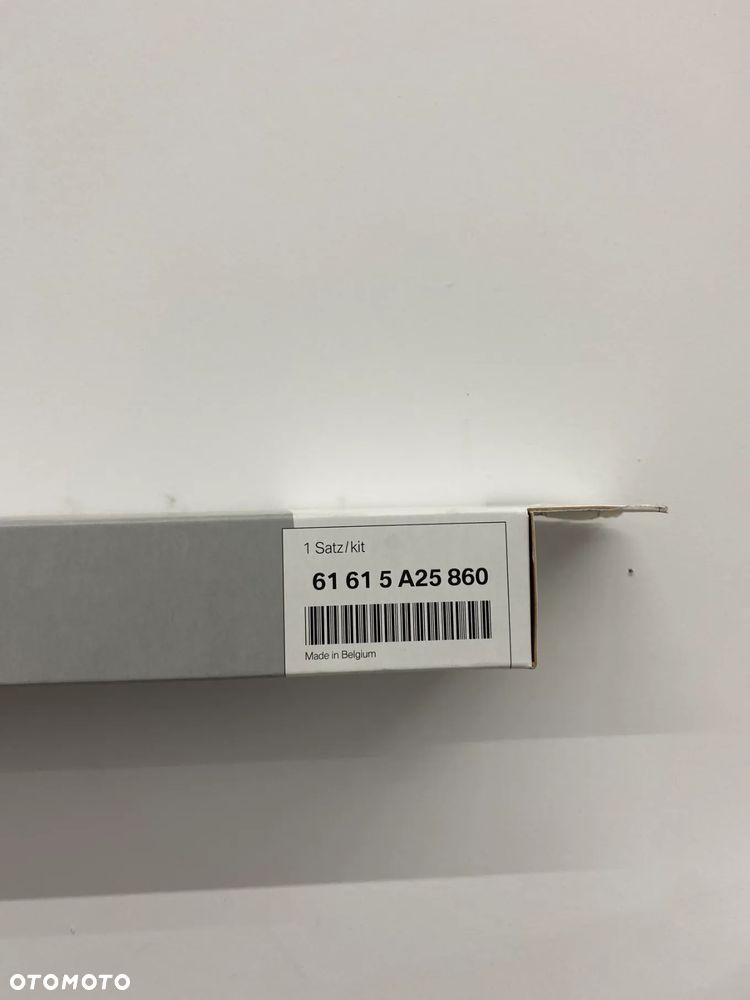 1 Satz/kit
61 61 5 A25 860
Made in Belgium
OTOMOTO